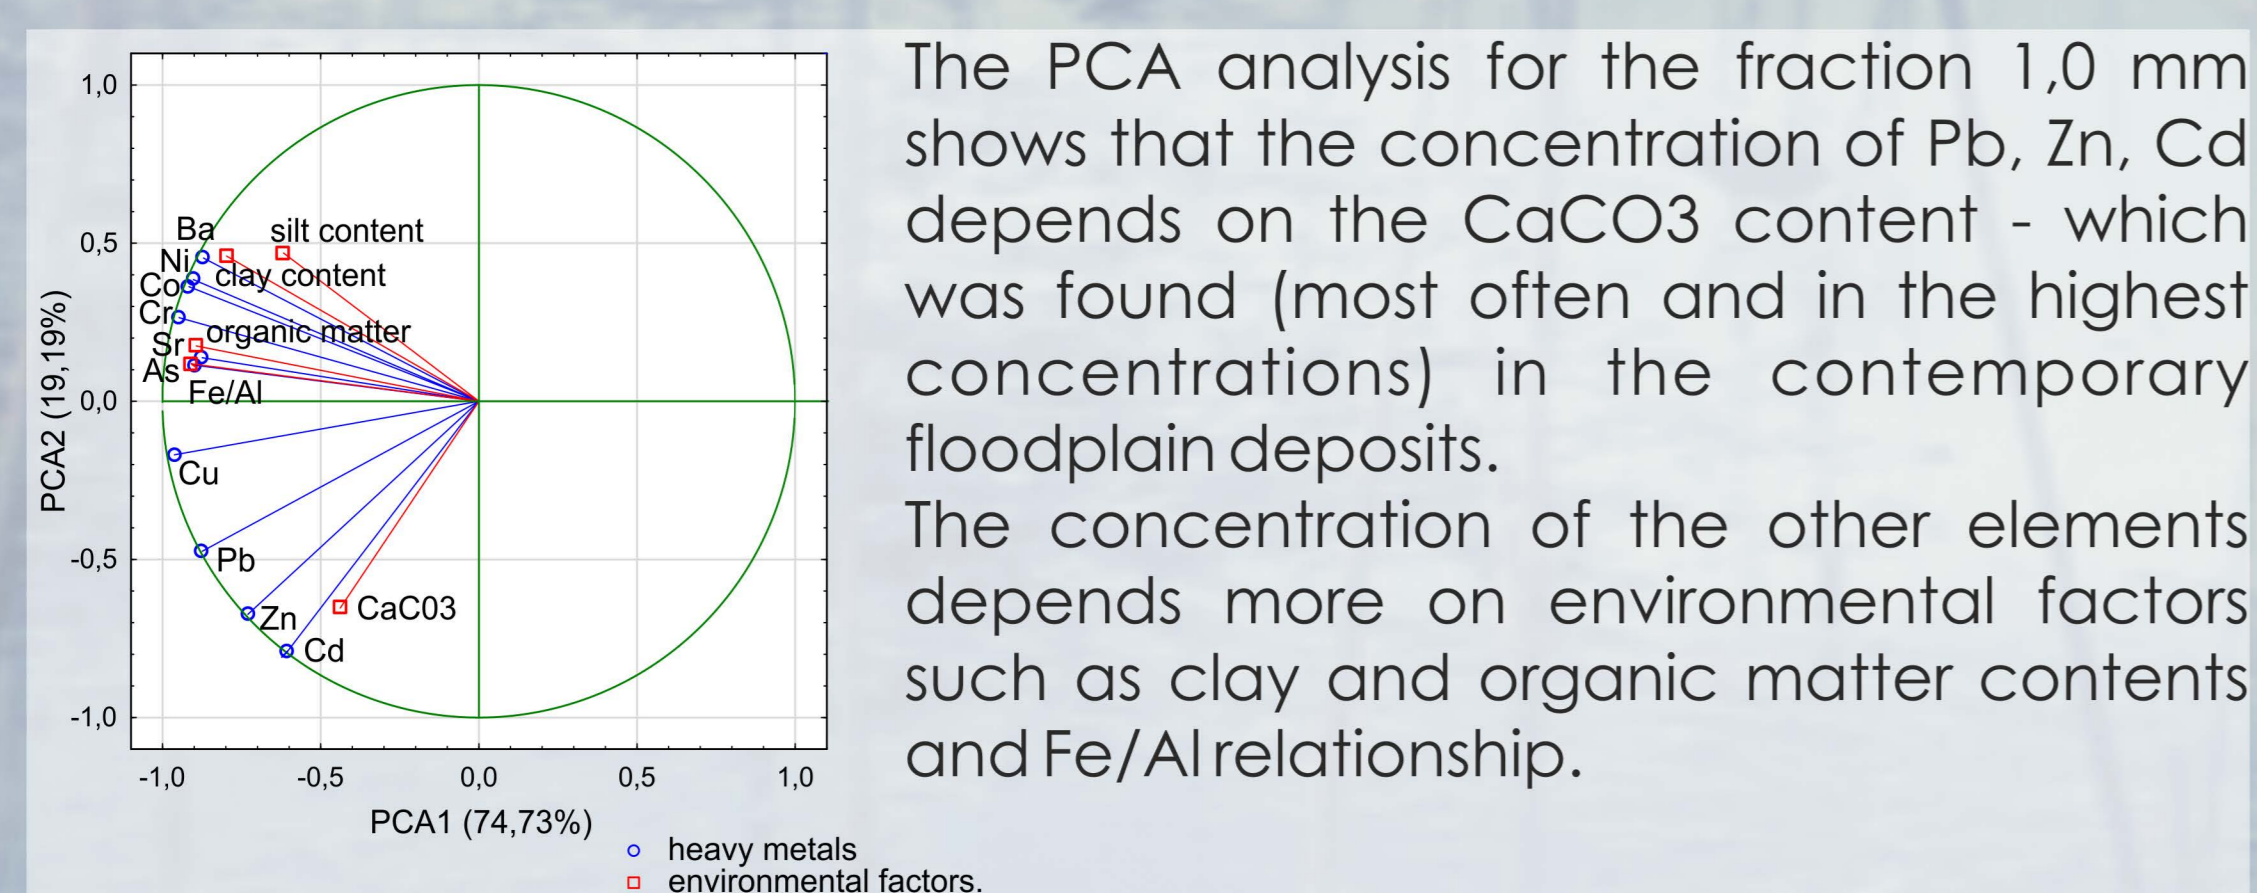 The PCA analysis for the fraction 1,0 mm
shows that the concentration of Pb, Zn, Cd
depends on the CaCO3 content - which
was found (most often and in the highest
concentrations) in the contemporary
floodplain deposits.
The concentration of the other elements
depends more on environmental factors
such as clay and organic matter contents
and Fe/Al relationship.
1,0
0,5
0,0
-0,5
-1,0
PCA2 (19,19%)
Ba
silt content
Ni
clay content
Co
Cr
organic matter
Sr
As
Fe/Al
Cu
Pb
Zn
CaC03
Cd
-1,0
-0,5
0,0
0,5
1,0
PCA1 (74,73%)
heavy metals
environmental factors.